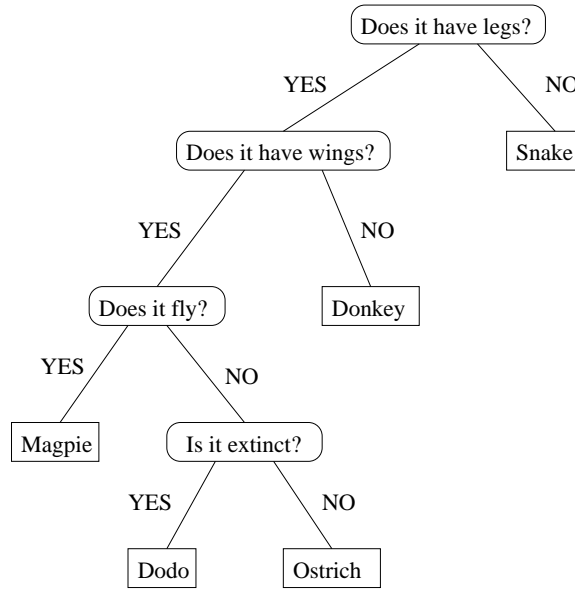 Does it have legs?
YES
NO
Does it have wings?
Snake
YES
NO
Does it fly?
Donkey
YES
NO
Magpie
Is it extinct?
YES
NO
Dodo
Ostrich